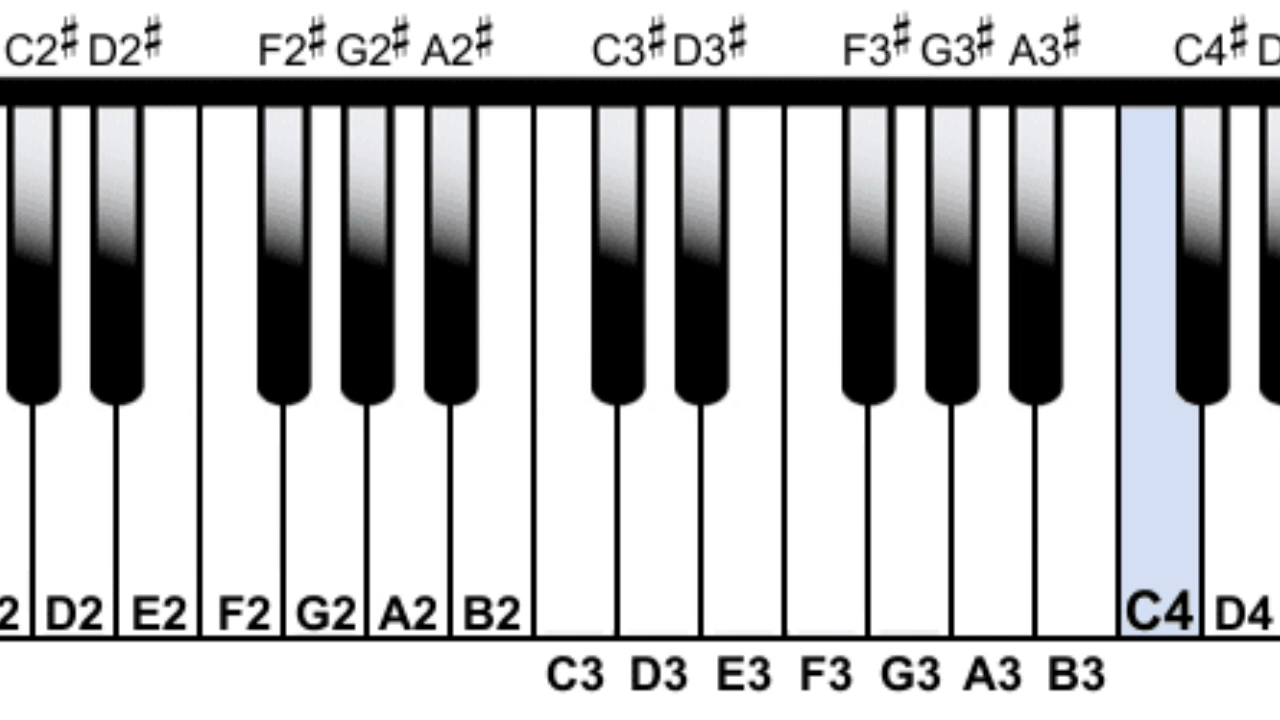 C2♯ D2♯ F2♯ G2♯ A2♯ C3♯ D3♯ F3♯ G3♯ A3♯ C4♯ D
2 D2 E2 F2 G2 A2 B2 C4 D4
C3 D3 E3 F3 G3 A3 B3